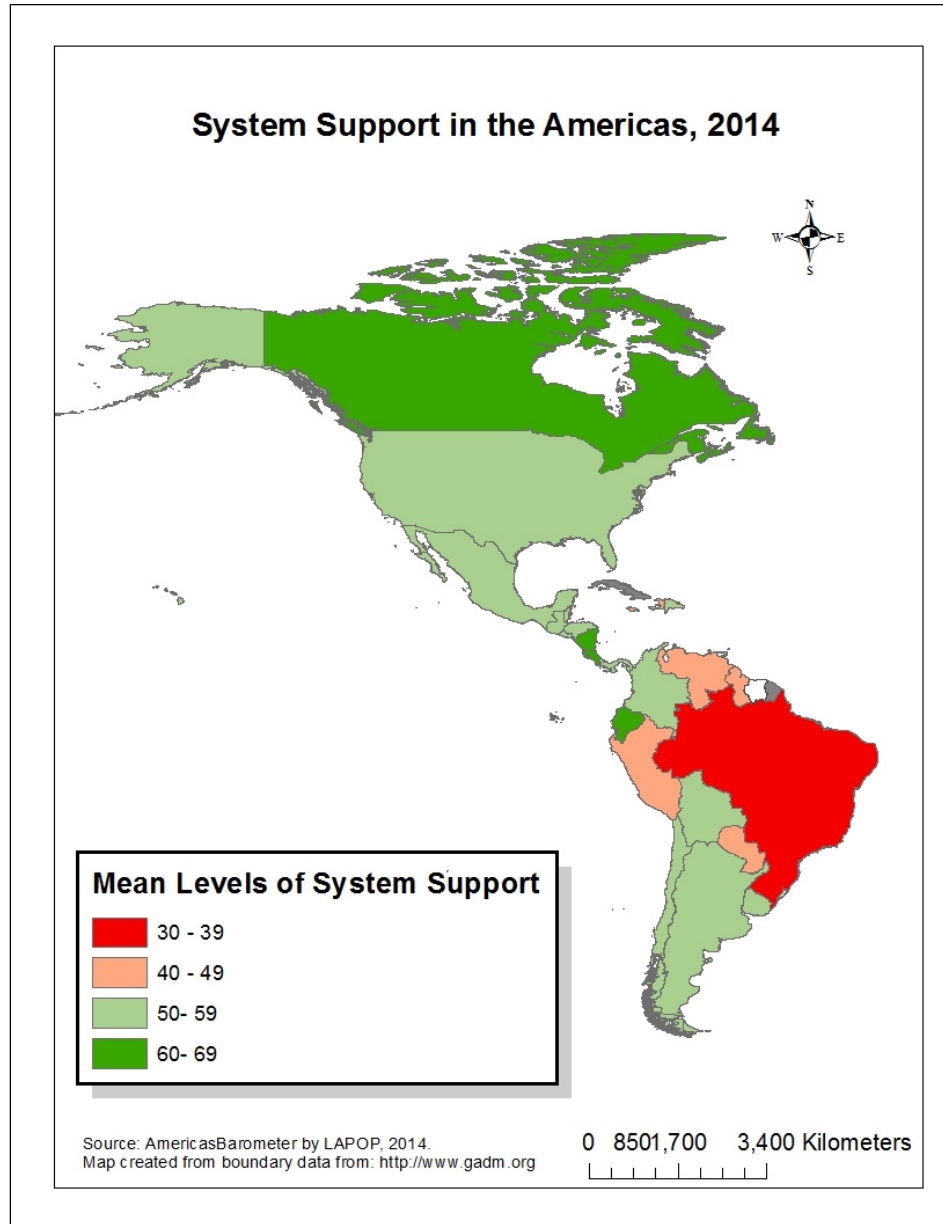 System Support in the Americas, 2014
N
W E
S
Mean Levels of System Support
30 - 39
40 - 49
50- 59
60- 69
Source: AmericasBarometer by LAPOP, 2014.
Map created from boundary data from: http://www.gadm.org
0 8501,700 3,400 Kilometers